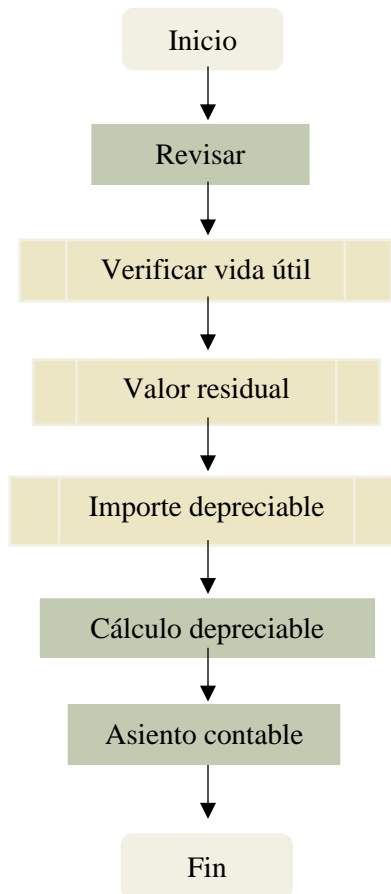 Inicio
Revisar
Verificar vida útil
Valor residual
Importe depreciable
Cálculo depreciable
Asiento contable
Fin